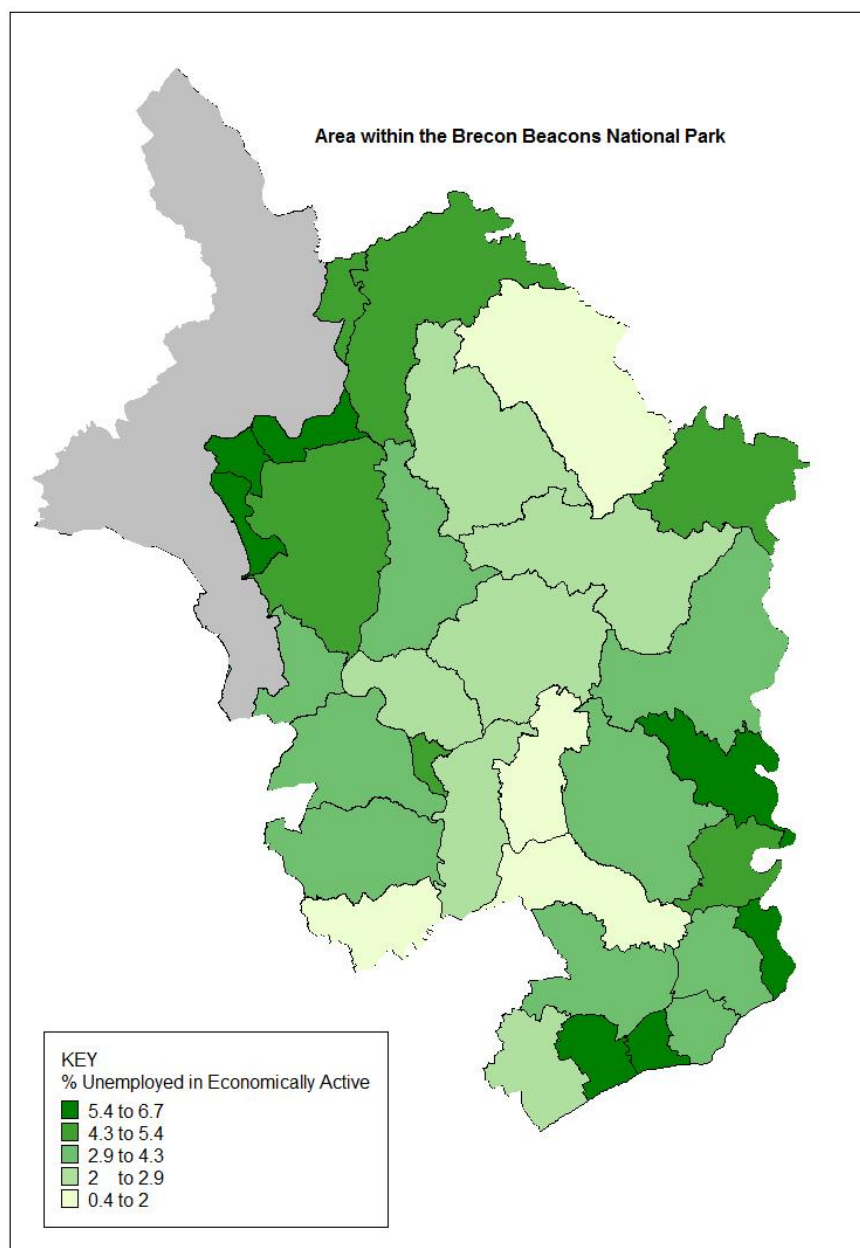 Area within the Brecon Beacons National Park
KEY
% Unemployed in Economically Active
5.4 to 6.7
4.3 to 5.4
2.9 to 4.3
2 to 2.9
0.4 to 2